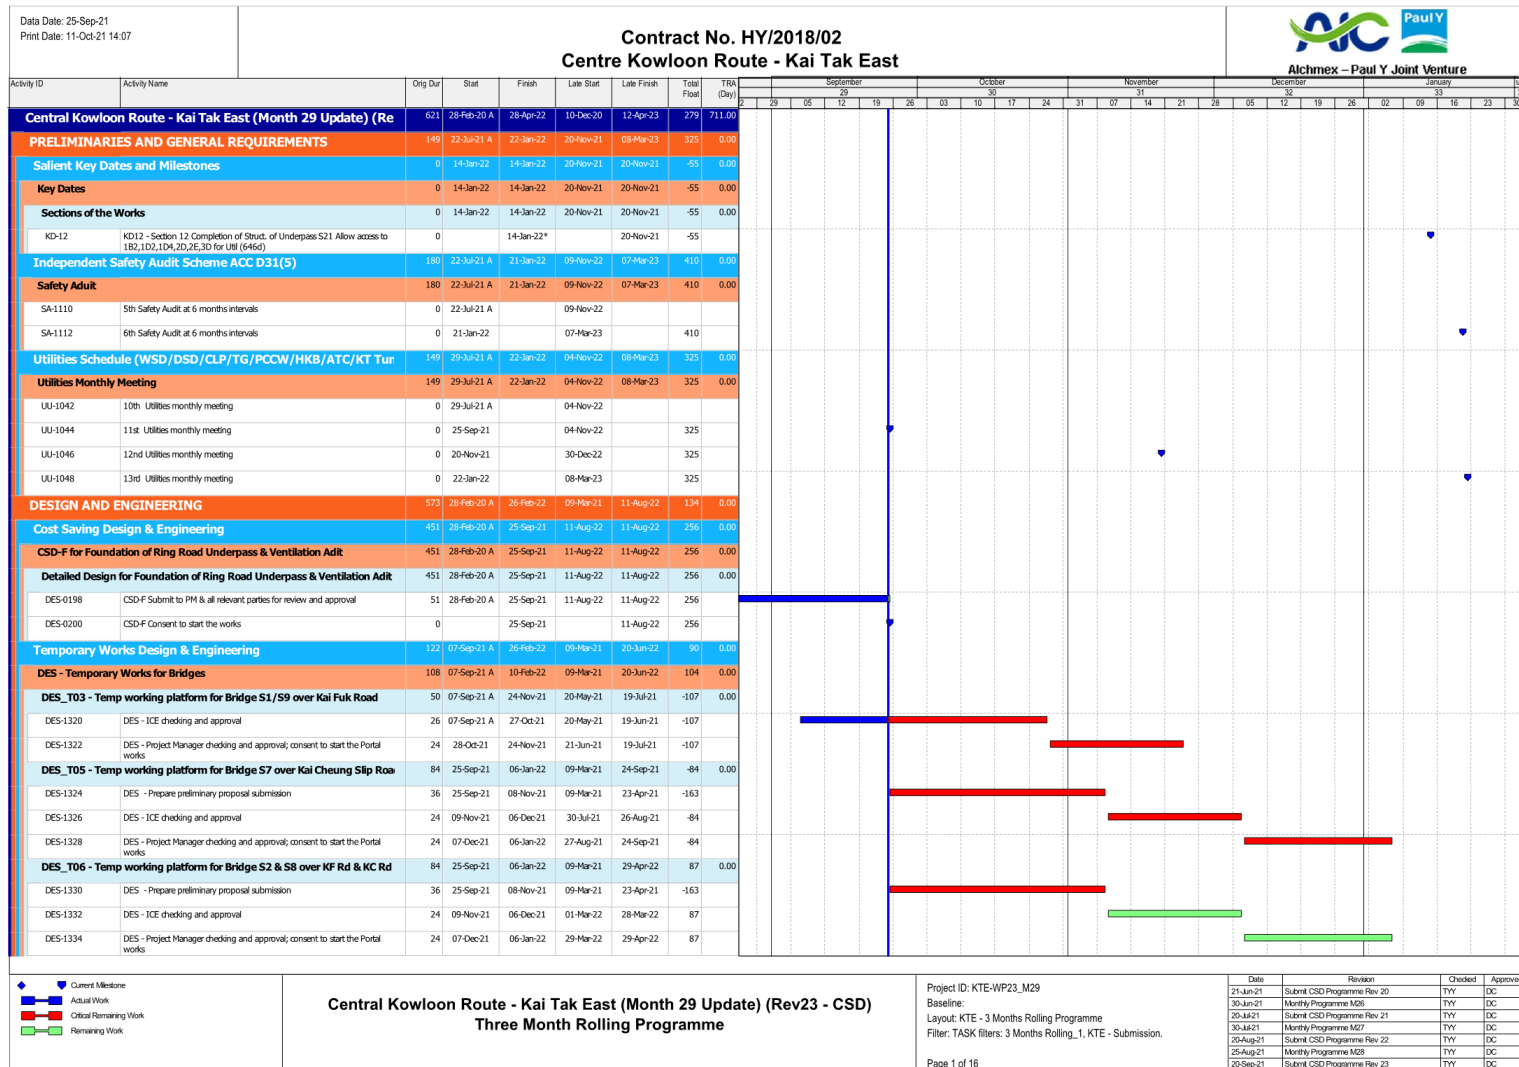 Data Date: 25-Sep-21
Print Date: 11-Oct-21 14:07
Contract No. HY/2018/02
Centre Kowloon Route - Kai Tak East
AJC Paul Y
Alchmex – Paul Y Joint Venture
Activity ID Activity Name Orig Dur Start Finish Late Start Late Finish Total Float TRA (Day)
September October November December January
29 30 31 32 33
2 29 05 12 19 26 03 10 17 24 31 07 14 21 28 05 12 19 26 02 09 16 23 30
Central Kowloon Route - Kai Tak East (Month 29 Update) (Re 621 28-Feb-20 A 28-Apr-22 10-Dec-20 12-Apr-23 279 711.00
PRELIMINARIES AND GENERAL REQUIREMENTS 149 22-Jul-21 A 22-Jan-22 20-Nov-21 08-Mar-23 325 0.00
Salient Key Dates and Milestones 0 14-Jan-22 14-Jan-22 20-Nov-21 20-Nov-21 -55 0.00
Key Dates 0 14-Jan-22 14-Jan-22 20-Nov-21 20-Nov-21 -55 0.00
Sections of the Works 0 14-Jan-22 14-Jan-22 20-Nov-21 20-Nov-21 -55 0.00
KD-12 KD12 - Section 12 Completion of Struct. of Underpass S21 Allow access to 0 14-Jan-22* 20-Nov-21 -55
1B2,1D2,1D4,2D,2E,3D for Util (646d)
Independent Safety Audit Scheme ACC D31(5) 180 22-Jul-21 A 21-Jan-22 09-Nov-22 07-Mar-23 410 0.00
Safety Aduit 180 22-Jul-21 A 21-Jan-22 09-Nov-22 07-Mar-23 410 0.00
SA-1110 5th Safety Audit at 6 months intervals 0 22-Jul-21 A 09-Nov-22
SA-1112 6th Safety Audit at 6 months intervals 0 21-Jan-22 07-Mar-23 410
Utilities Schedule (WSD/DSD/CLP/TG/PCCW/HKB/ATC/KT Tur 149 29-Jul-21 A 22-Jan-22 04-Nov-22 08-Mar-23 325 0.00
Utilities Monthly Meeting 149 29-Jul-21 A 22-Jan-22 04-Nov-22 08-Mar-23 325 0.00
UU-1042 10th Utilities monthly meeting 0 29-Jul-21 A 04-Nov-22
UU-1044 11st Utilities monthly meeting 0 25-Sep-21 04-Nov-22 325
UU-1046 12nd Utilities monthly meeting 0 20-Nov-21 30-Dec-22 325
UU-1048 13rd Utilities monthly meeting 0 22-Jan-22 08-Mar-23 325
DESIGN AND ENGINEERING 573 28-Feb-20 A 26-Feb-22 09-Mar-21 11-Aug-22 134 0.00
Cost Saving Design & Engineering 451 28-Feb-20 A 25-Sep-21 11-Aug-22 11-Aug-22 256 0.00
CSD-F for Foundation of Ring Road Underpass & Ventilation Adit 451 28-Feb-20 A 25-Sep-21 11-Aug-22 11-Aug-22 256 0.00
Detailed Design for Foundation of Ring Road Underpass & Ventilation Adit 451 28-Feb-20 A 25-Sep-21 11-Aug-22 11-Aug-22 256 0.00
DES-0198 CSD-F Submit to PM & all relevant parties for review and approval 51 28-Feb-20 A 25-Sep-21 11-Aug-22 11-Aug-22 256
DES-0200 CSD-F Consent to start the works 0 25-Sep-21 11-Aug-22 256
Temporary Works Design & Engineering 122 07-Sep-21 A 26-Feb-22 09-Mar-21 20-Jun-22 90 0.00
DES - Temporary Works for Bridges 108 07-Sep-21 A 10-Feb-22 09-Mar-21 20-Jun-22 104 0.00
DES_T03 - Temp working platform for Bridge S1/S9 over Kai Fuk Road 50 07-Sep-21 A 24-Nov-21 20-May-21 19-Jul-21 -107 0.00
DES-1320 DES - ICE checking and approval 26 07-Sep-21 A 27-Oct-21 20-May-21 19-Jun-21 -107
DES-1322 DES - Project Manager checking and approval; consent to start the Portal 24 28-Oct-21 24-Nov-21 21-Jun-21 19-Jul-21 -107
works
DES_T05 - Temp working platform for Bridge S7 over Kai Cheung Slip Roa 84 25-Sep-21 06-Jan-22 09-Mar-21 24-Sep-21 -84 0.00
DES-1324 DES - Prepare preliminary proposal submission 36 25-Sep-21 08-Nov-21 09-Mar-21 23-Apr-21 -163
DES-1326 DES - ICE checking and approval 24 09-Nov-21 06-Dec-21 30-Jul-21 26-Aug-21 -84
DES-1328 DES - Project Manager checking and approval; consent to start the Portal 24 07-Dec-21 06-Jan-22 27-Aug-21 24-Sep-21 -84
works
DES_T06 - Temp working platform for Bridge S2 & S8 over KF Rd & KC Rd 84 25-Sep-21 06-Jan-22 09-Mar-21 29-Apr-22 87 0.00
DES-1330 DES - Prepare preliminary proposal submission 36 25-Sep-21 08-Nov-21 09-Mar-21 23-Apr-21 -163
DES-1332 DES - ICE checking and approval 24 09-Nov-21 06-Dec-21 01-Mar-22 28-Mar-22 87
DES-1334 DES - Project Manager checking and approval; consent to start the Portal 24 07-Dec-21 06-Jan-22 29-Mar-22 29-Apr-22 87
works
Current Milestone
Actual Work
Critical Remaining Work
Remaining Work
Central Kowloon Route - Kai Tak East (Month 29 Update) (Rev23 - CSD)
Three Month Rolling Programme
Project ID: KTE-WP23_M29
Baseline:
Layout: KTE - 3 Months Rolling Programme
Filter: TASK filters: 3 Months Rolling_1, KTE - Submission.
Page 1 of 16
Date Revision Checked Approve
21-Jun-21 Submit CSD Programme Rev 20 TYY DC
30-Jun-21 Monthly Programme M26 TYY DC
20-Jul-21 Submit CSD Programme Rev 21 TYY DC
30-Jul-21 Monthly Programme M27 TYY DC
20-Aug-21 Submit CSD Programme Rev 22 TYY DC
25-Aug-21 Monthly Programme M28 TYY DC
20-Sep-21 Submit CSD Programme Rev 23 TYY DC